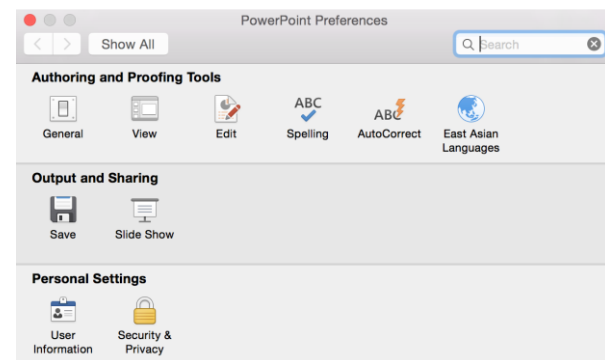 PowerPoint Preferences
Show All
Search
Authoring and Proofing Tools
General
View
Edit
ABC
Spelling
ABC
AutoCorrect
East Asian
Languages
Output and Sharing
Save
Slide Show
Personal Settings
User
Information
Security &
Privacy